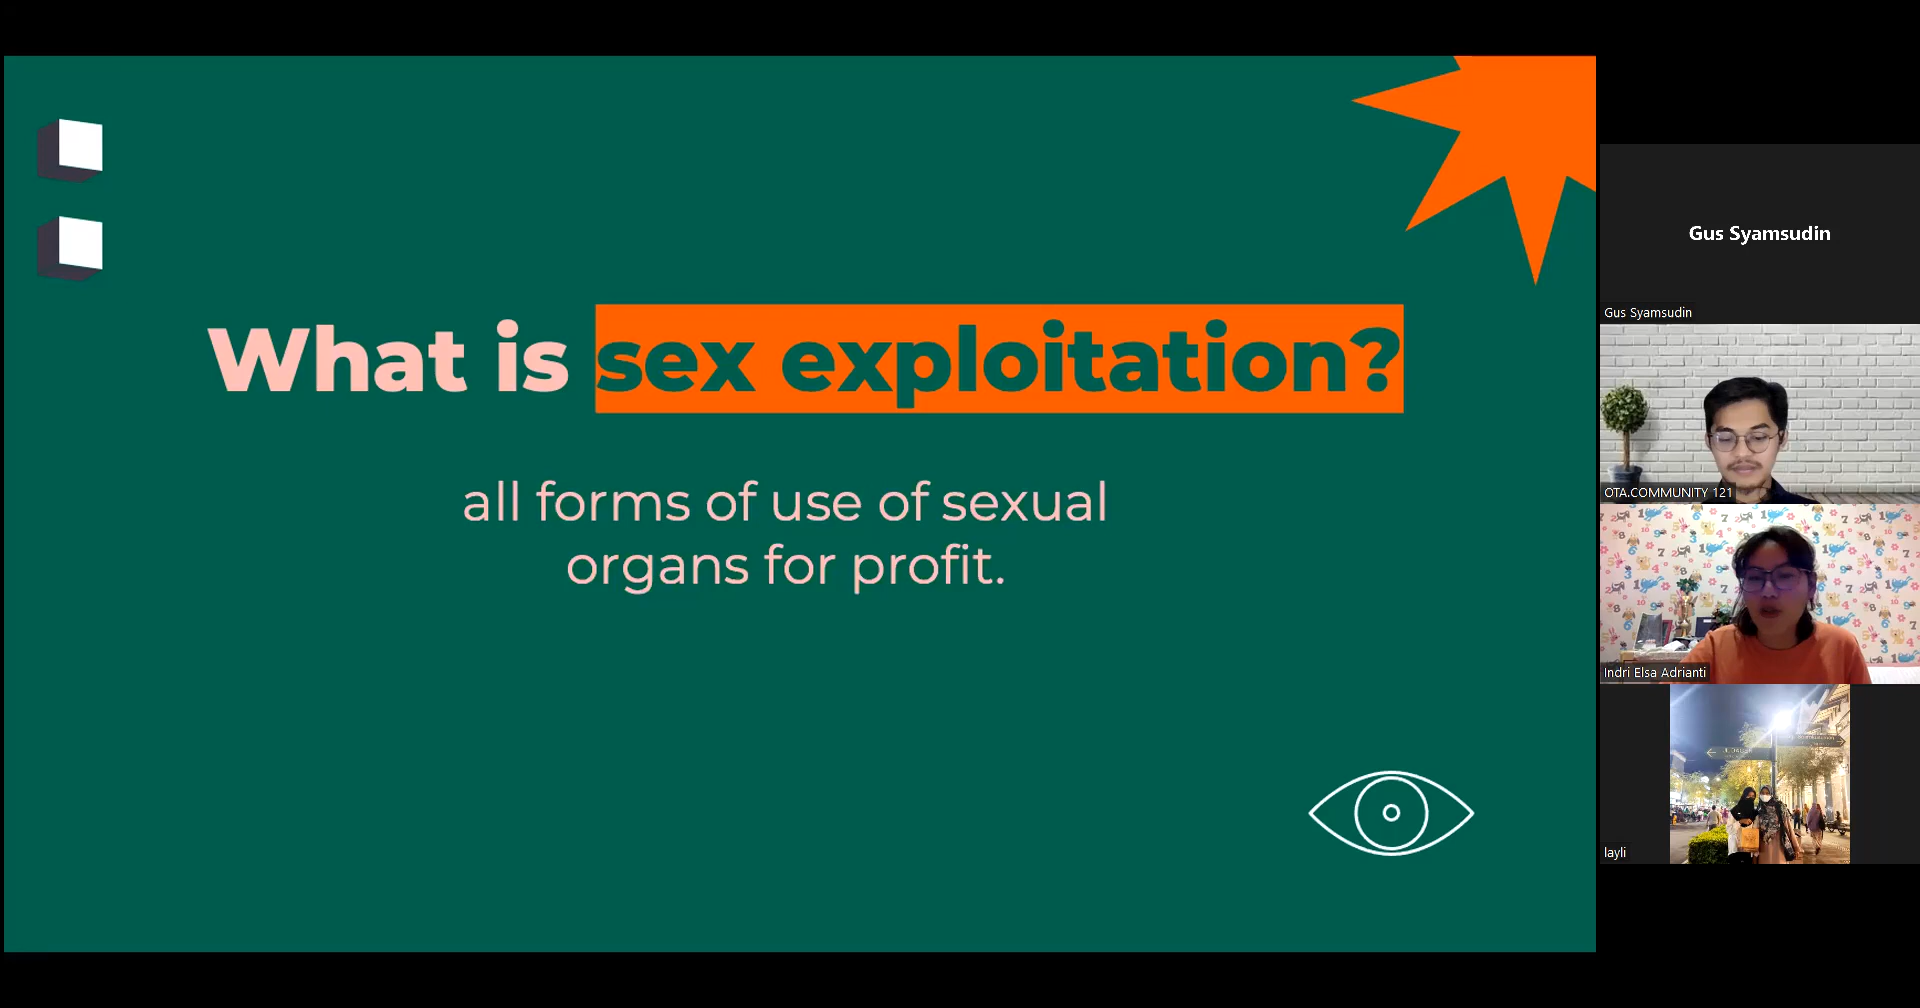 What is sex exploitation?
all forms of use of sexual
organs for profit.
Gus Syamsudin
Gus Syamsudin
OTA.COMMUNITY 121
Indri Elsa Adrianti
layli